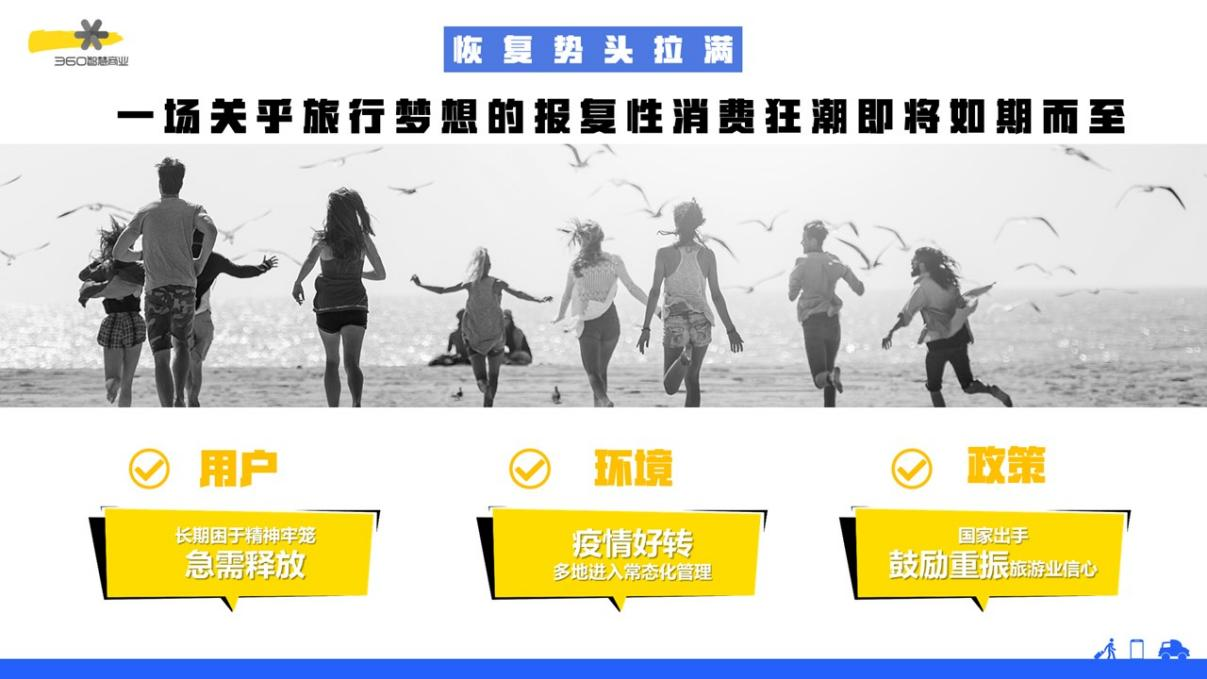 360智慧商业
恢复势头拉满
一场关乎旅行梦想的报复性消费狂潮即将如期而至
用户
环境
政策
长期困于精神牢笼
急需释放
疫情好转
多地进入常态化管理
国家出手
鼓励重振旅游业信心